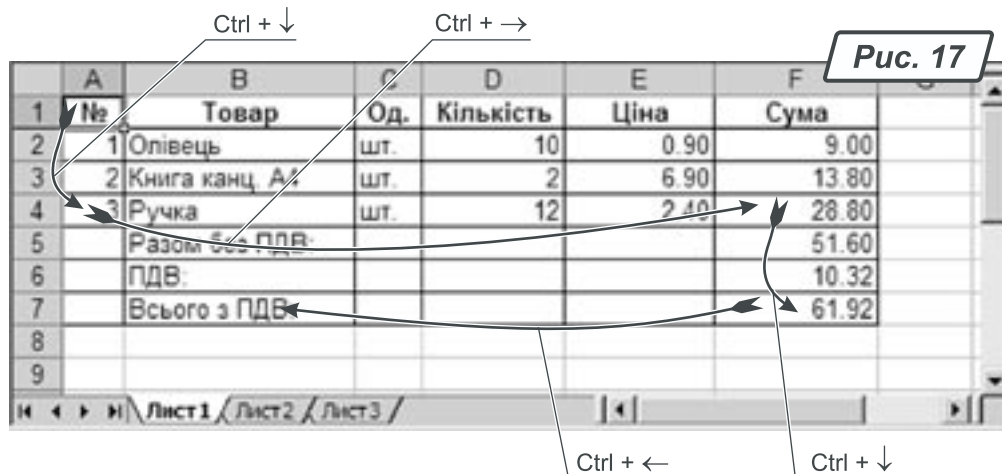 Ctrl + ↓ Ctrl + →
Рис. 17
A B C D E F G
1 № Товар Од. Кількість Ціна Сума
2 1 Олівець шт. 10 0.90 9.00
3 2 Книга канц. А4 шт. 2 6.90 13.80
4 3 Ручка шт. 12 2.40 28.80
5 Разом без ПДВ: 51.60
6 ПДВ: 10.32
7 Всього з ПДВ 61.92
8
9
Лист1 Лист2 Лист3
Ctrl + ← Ctrl + ↓